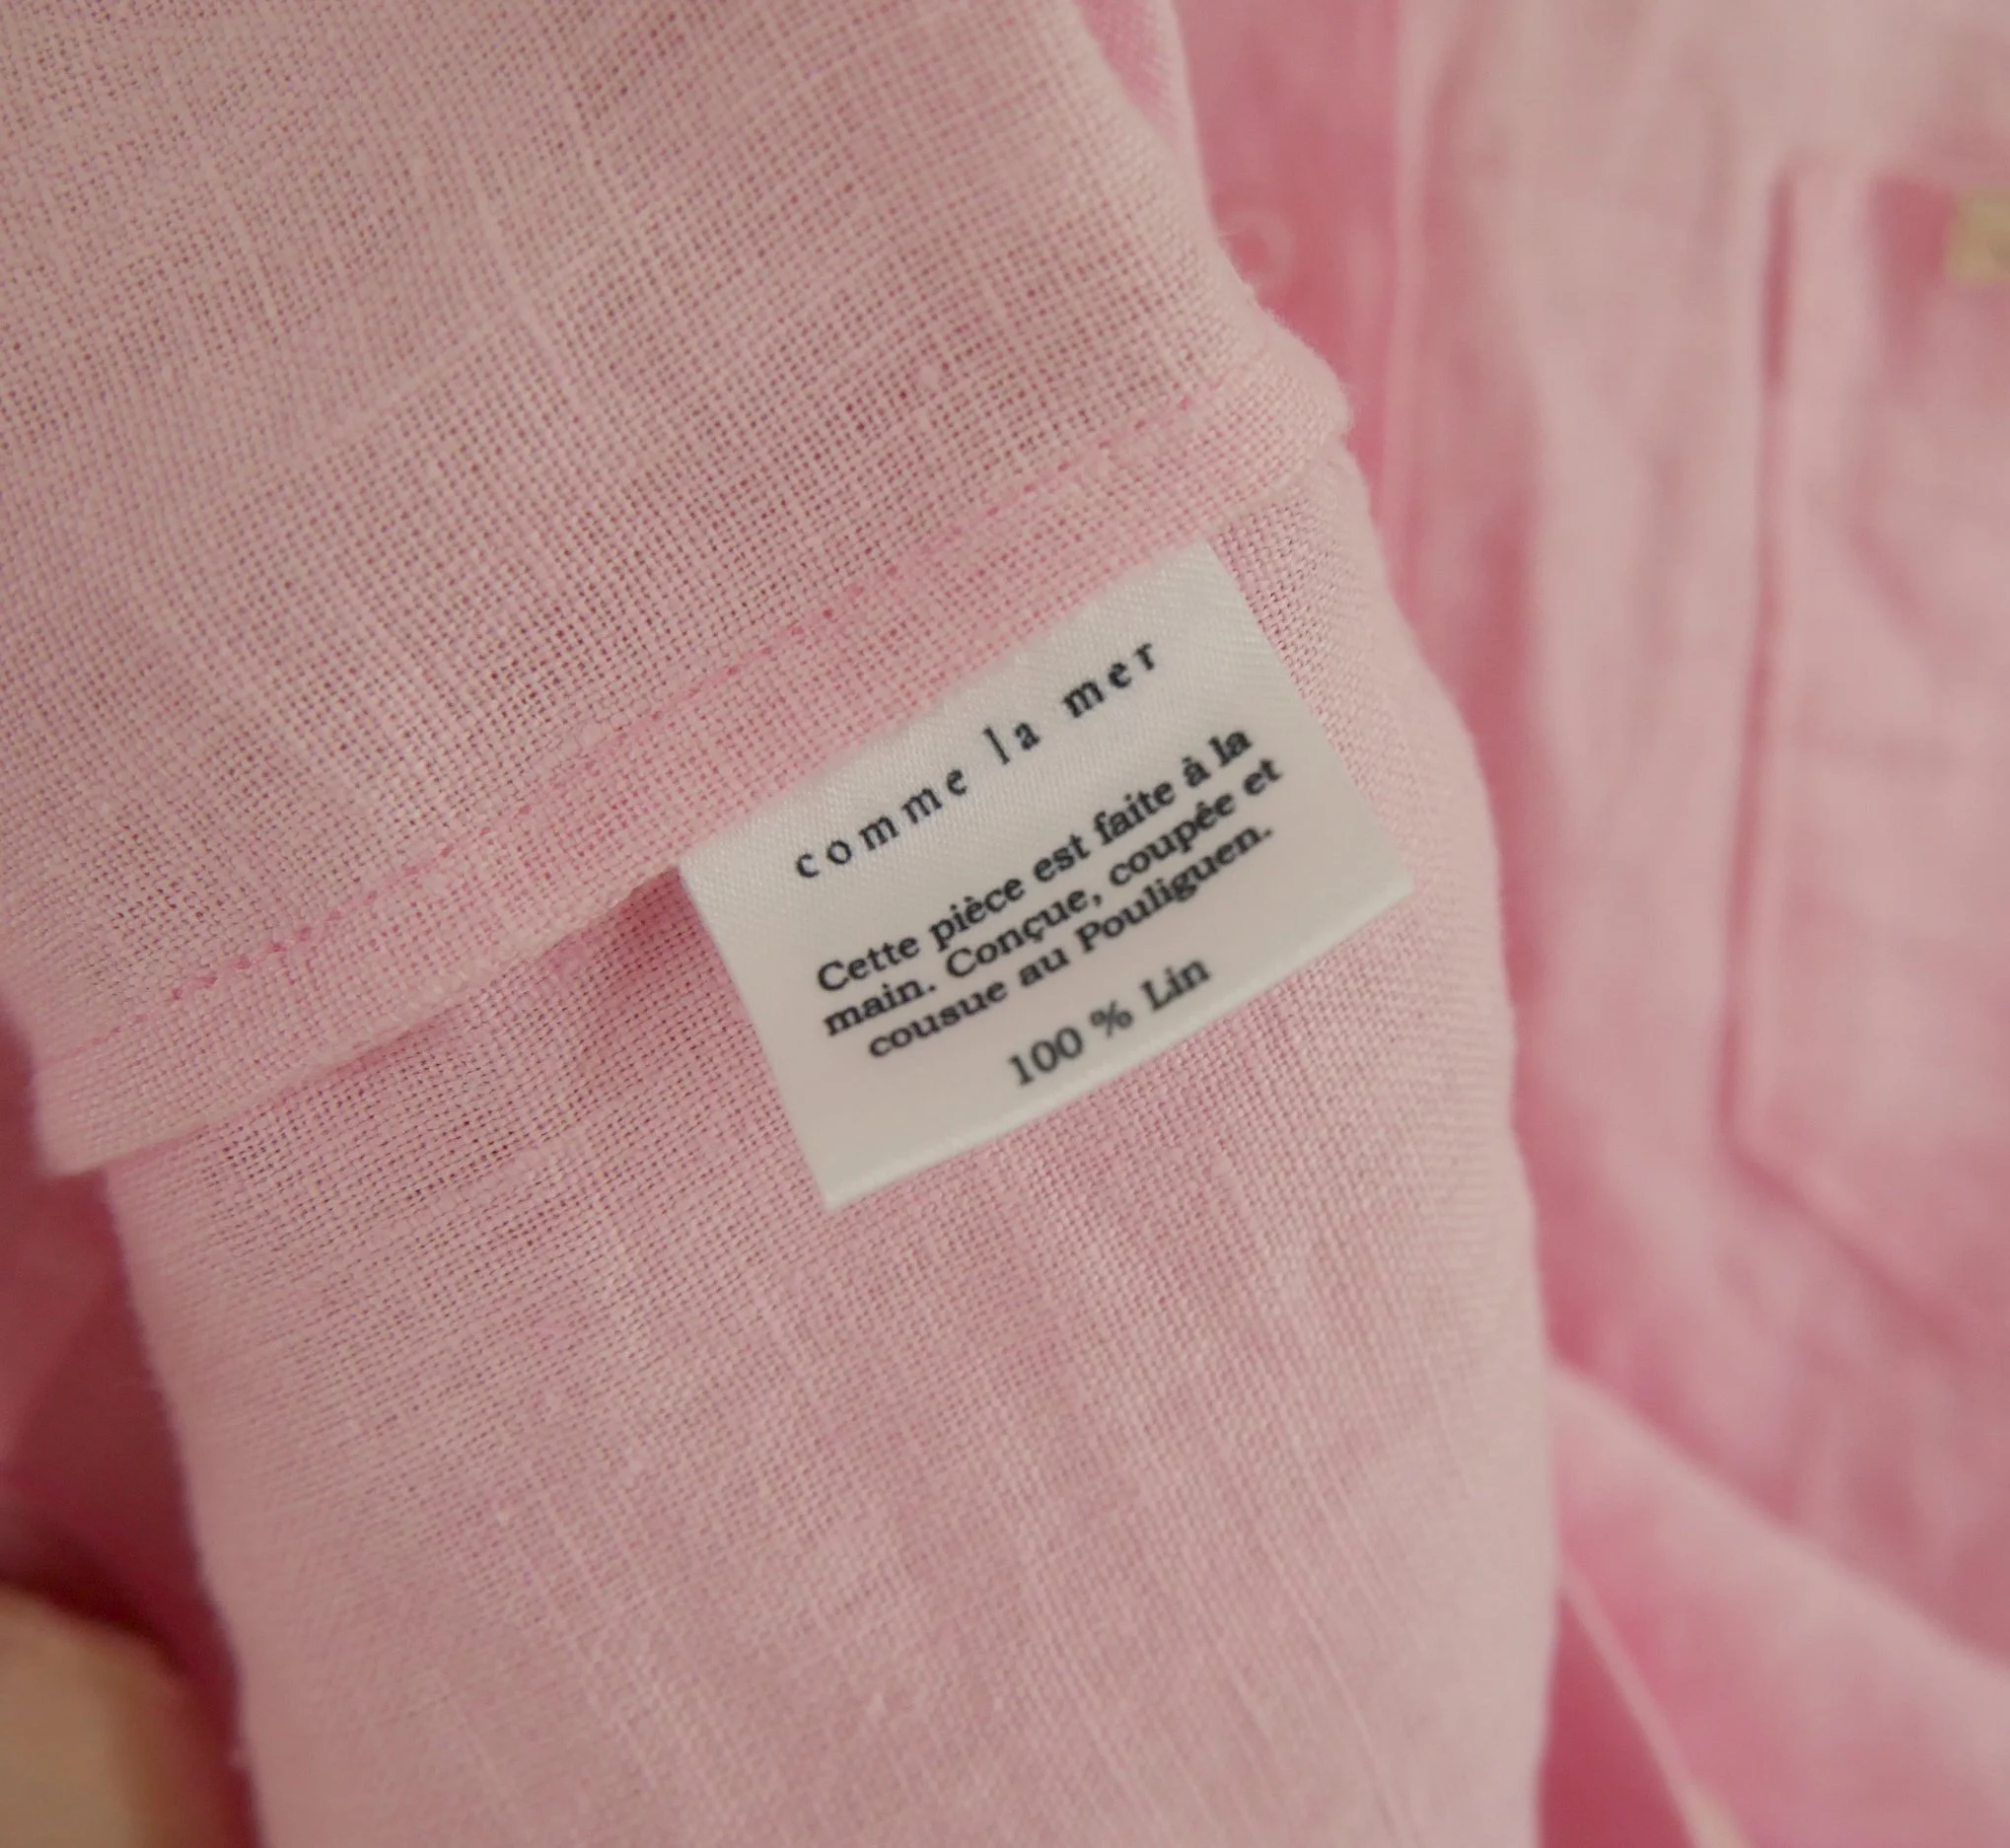 comme la mer
Cette pièce est faite à la
main. Conçue, coupée et
cousue au Pouliguen.
100 % Lin